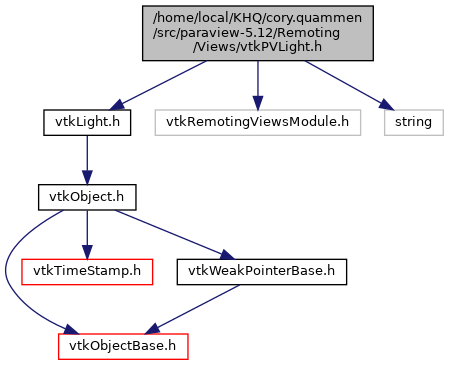 /home/local/KHQ/cory.quammen
/src/paraview-5.12/Remoting
/Views/vtkPVLight.h
vtkLight.h
vtkRemotingViewsModule.h
string
vtkObject.h
vtkTimeStamp.h
vtkWeakPointerBase.h
vtkObjectBase.h